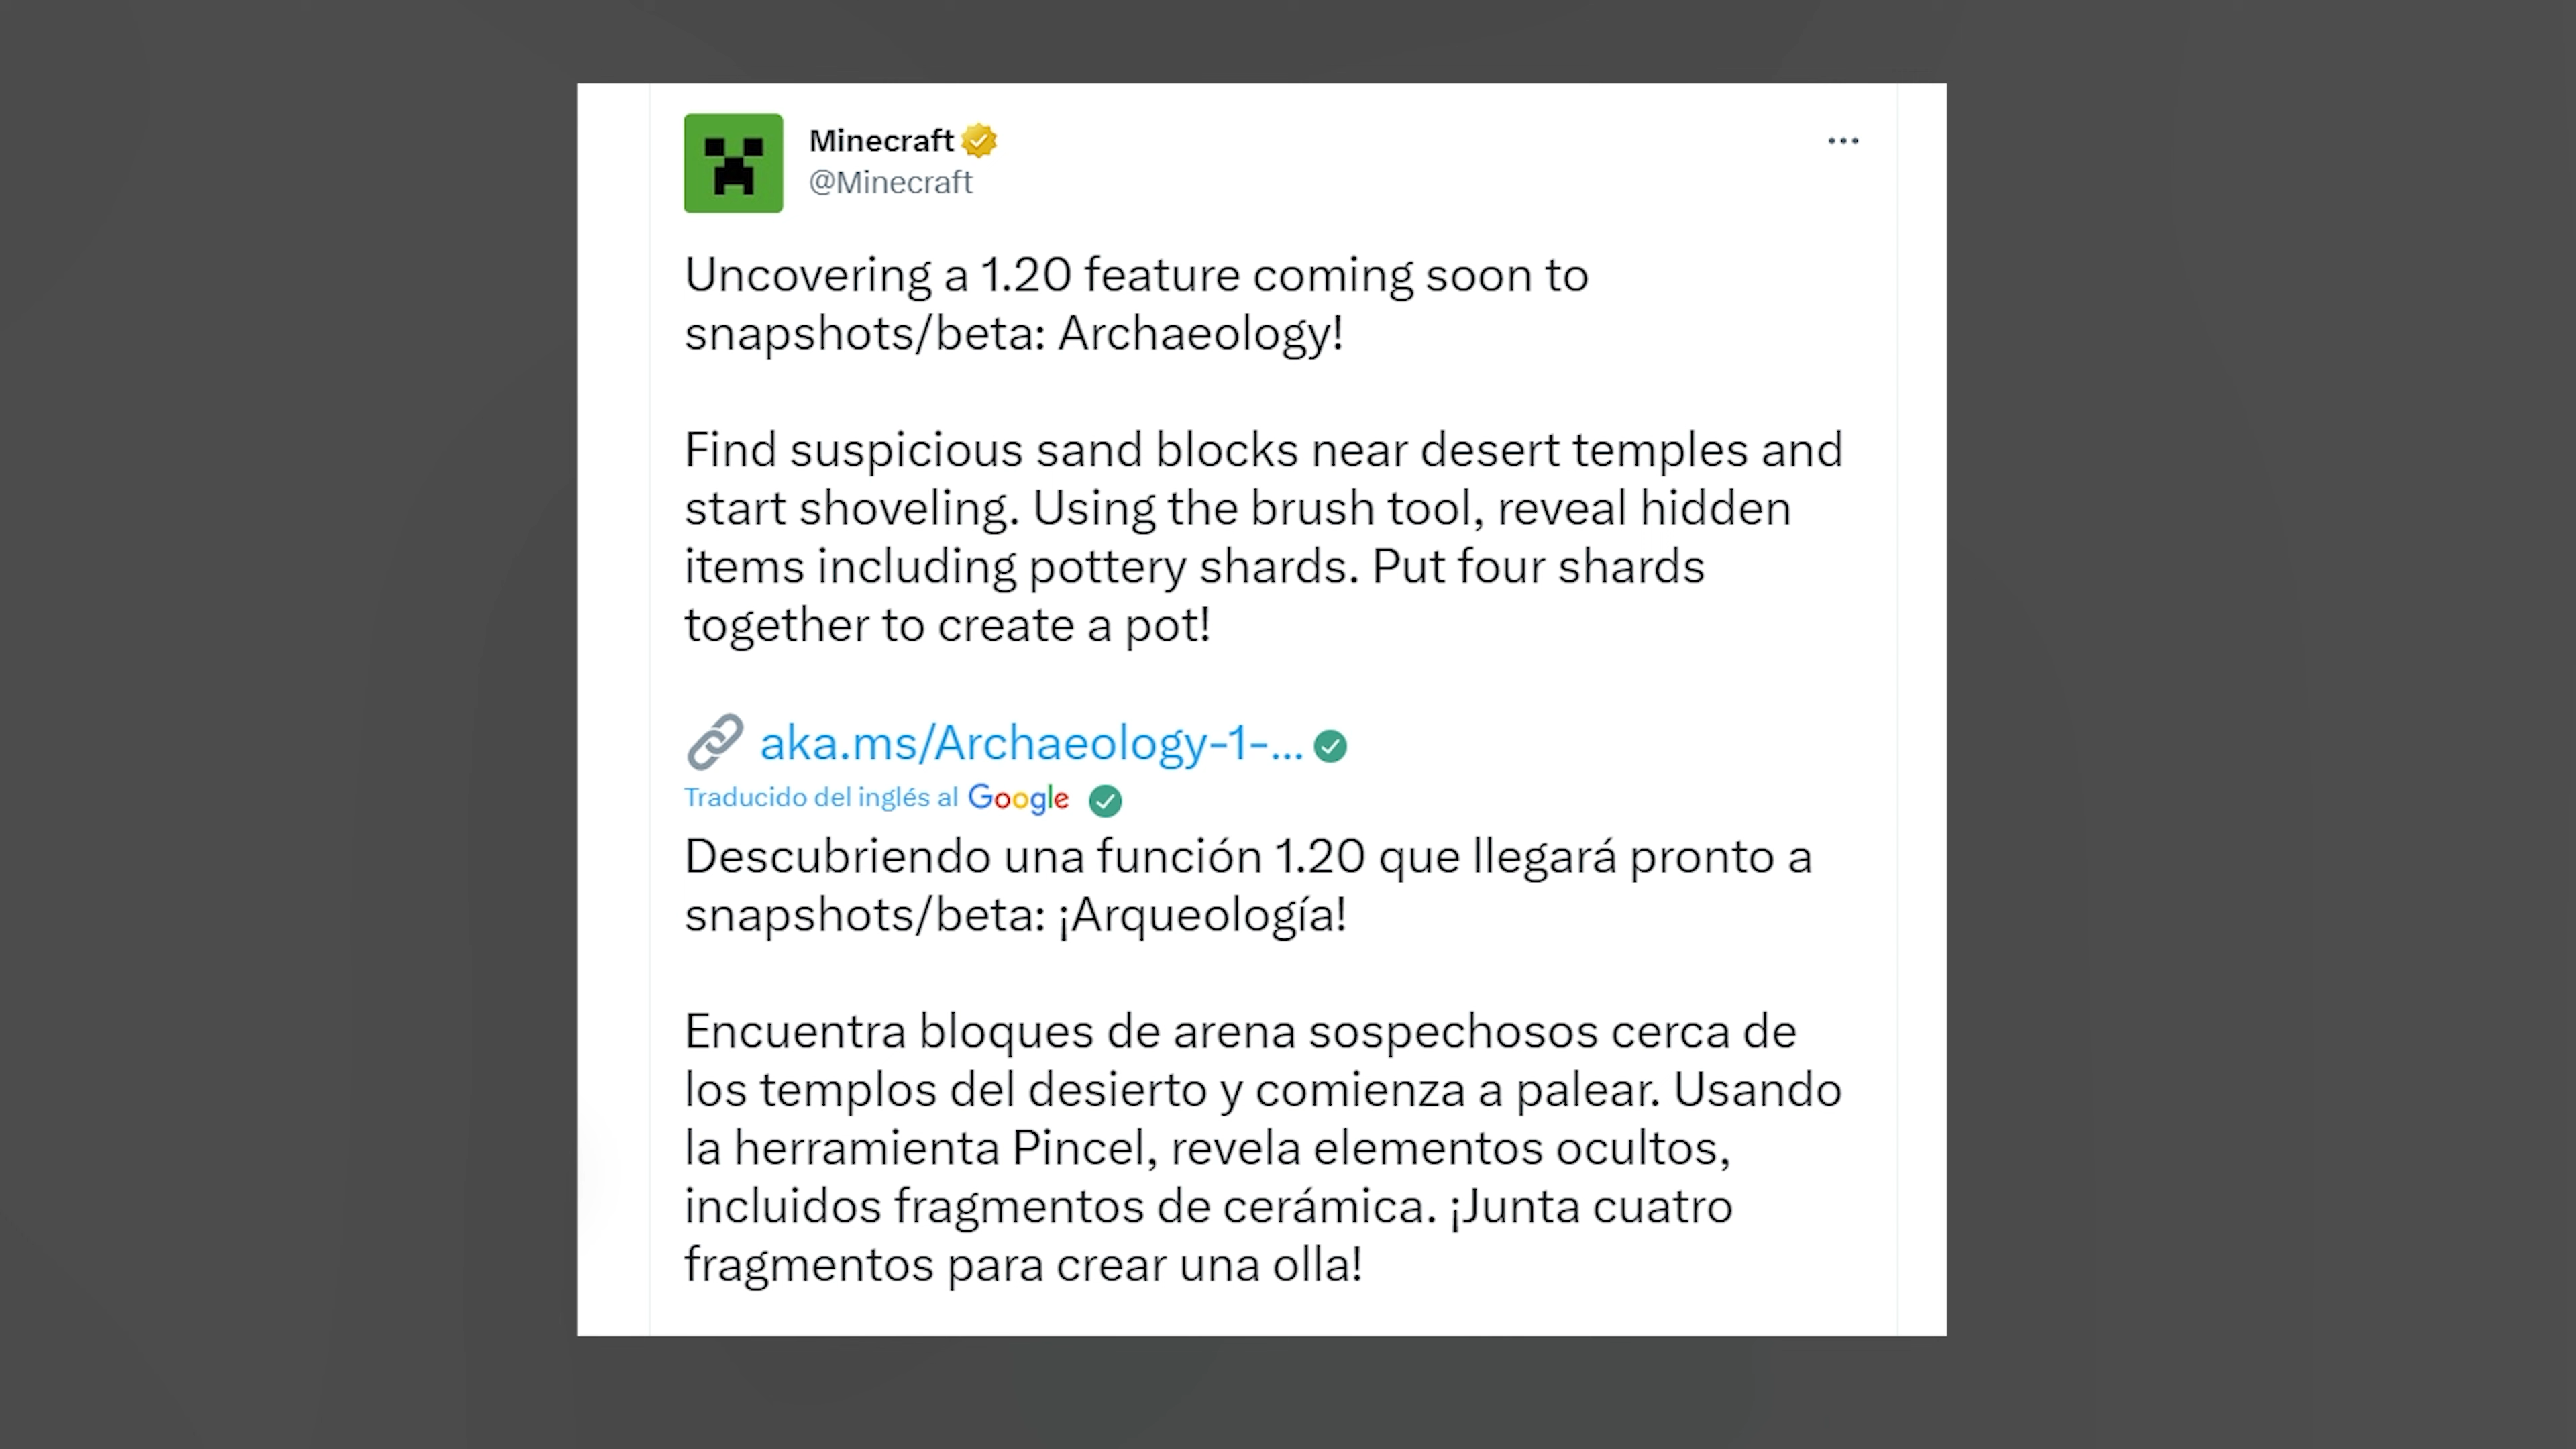 Minecraft
@Minecraft
Uncovering a 1.20 feature coming soon to
snapshots/beta: Archaeology!
Find suspicious sand blocks near desert temples and
start shoveling. Using the brush tool, reveal hidden
items including pottery shards. Put four shards
together to create a pot!
aka.ms/Archaeology-1-...
Traducido del inglés al Google
Descubriendo una función 1.20 que llegará pronto a
snapshots/beta: ¡Arqueología!
Encuentra bloques de arena sospechosos cerca de
los templos del desierto y comienza a palear. Usando
la herramienta Pincel, revela elementos ocultos,
incluidos fragmentos de cerámica. ¡Junta cuatro
fragmentos para crear una olla!